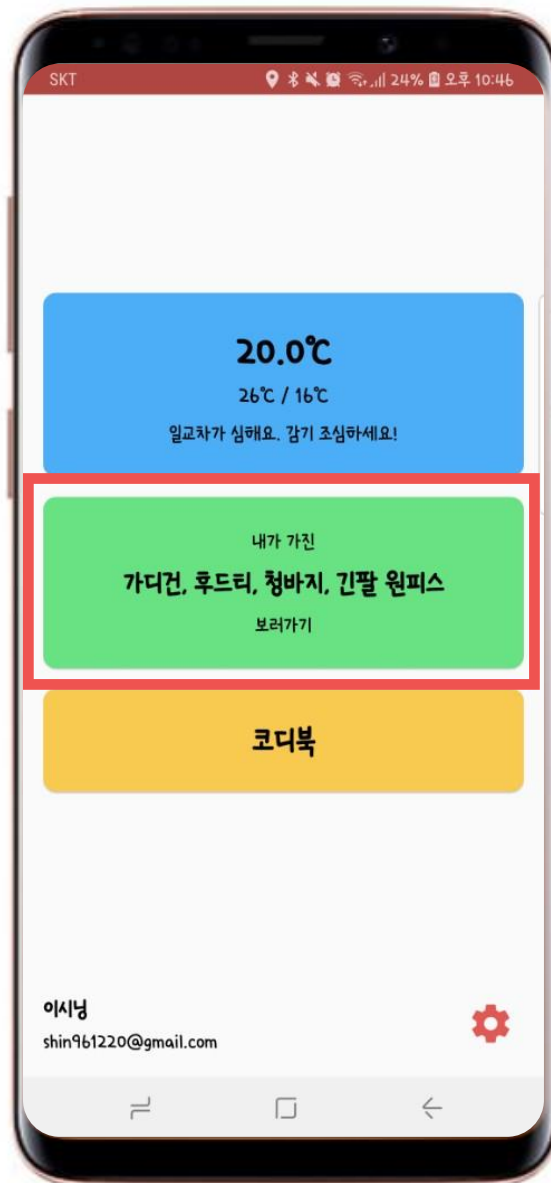 SKT 24% 오후 10:46
20.0℃
26℃ / 16℃
일교차가 심해요. 감기 조심하세요!
내가 가진
가디건, 후드티, 청바지, 긴팔 원피스
보러가기
코디북
이시닝
shin961220@gmail.com